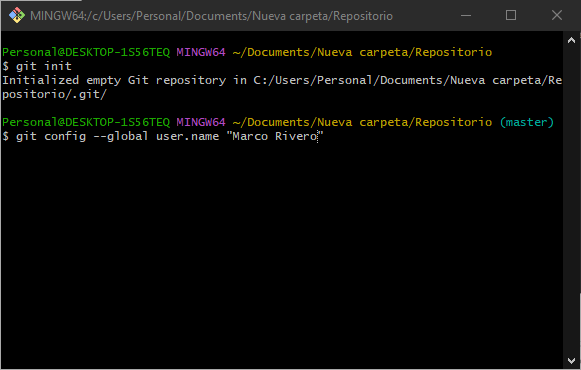 MINGW64:/c/Users/Personal/Documents/Nueva carpeta/Repositorio
Personal@DESKTOP-1S56TEQ MINGW64 ~/Documents/Nueva carpeta/Repositorio
$ git init
Initialized empty Git repository in C:/Users/Personal/Documents/Nueva carpeta/Re
positorio/.git/
Personal@DESKTOP-1S56TEQ MINGW64 ~/Documents/Nueva carpeta/Repositorio (master)
$ git config --global user.name "Marco Rivero"